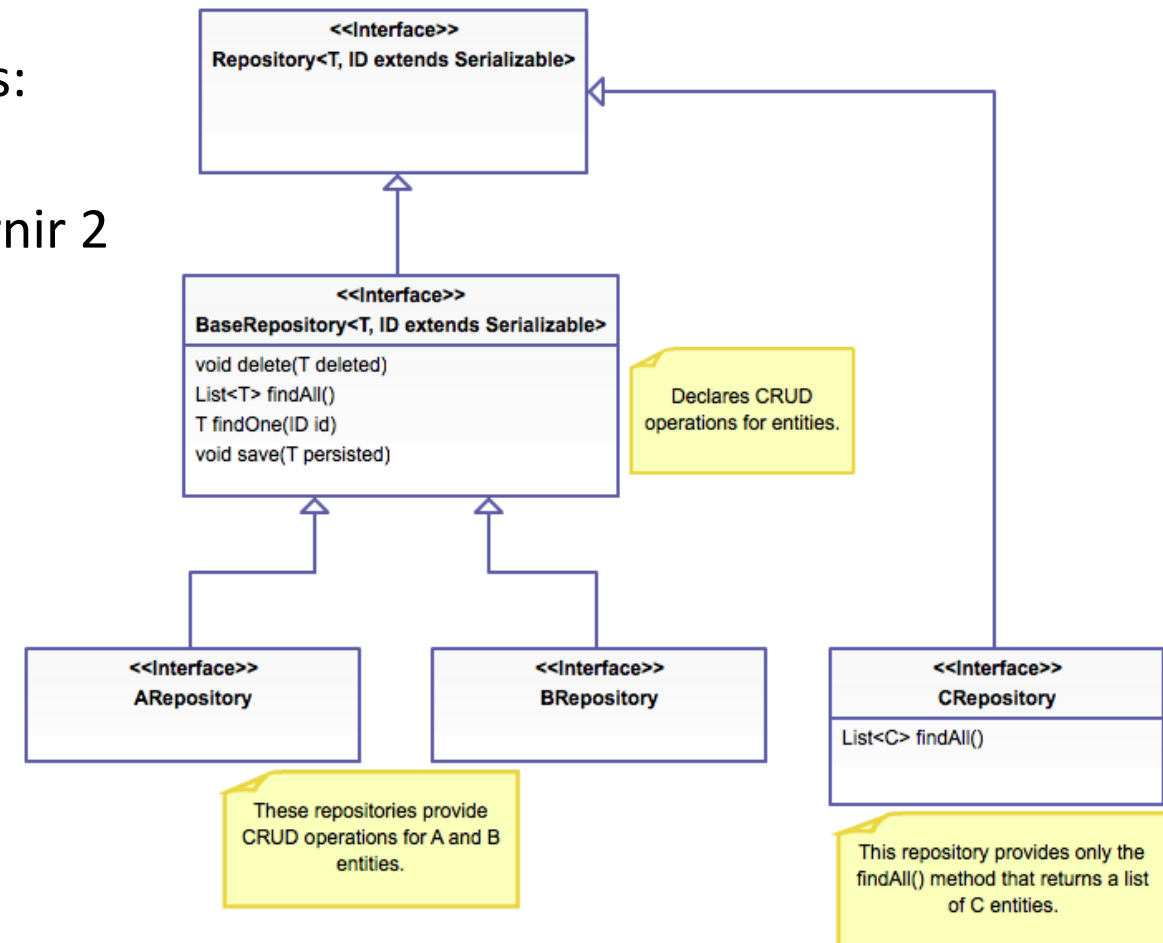 s:
nir 2
<<Interface>>
Repository<T, ID extends Serializable>
<<Interface>>
BaseRepository<T, ID extends Serializable>
void delete(T deleted)
List<T> findAll()
T findOne(ID id)
void save(T persisted)
Declares CRUD
operations for entities.
<<Interface>>
ARepository
<<Interface>>
BRepository
<<Interface>>
CRepository
List<C> findAll()
These repositories provide
CRUD operations for A and B
entities.
This repository provides only the
findAll() method that returns a list
of C entities.